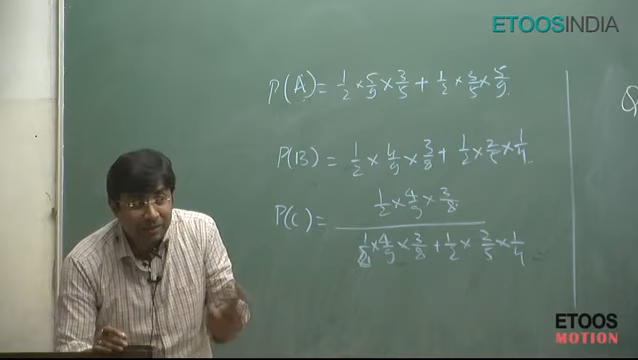 ETOOSINDIA
P(A) = 1/2 × 5/9 × 3/5 + 1/2 × 3/5 × 5/9
P(B) = 1/2 × 4/9 × 3/8 + 1/2 × 2/5 × 1/4
P(C) = (1/2 × 4/9 × 3/8) / (1/2 × 4/9 × 3/8 + 1/2 × 2/5 × 1/4)
Q
ETOOS
MOTION